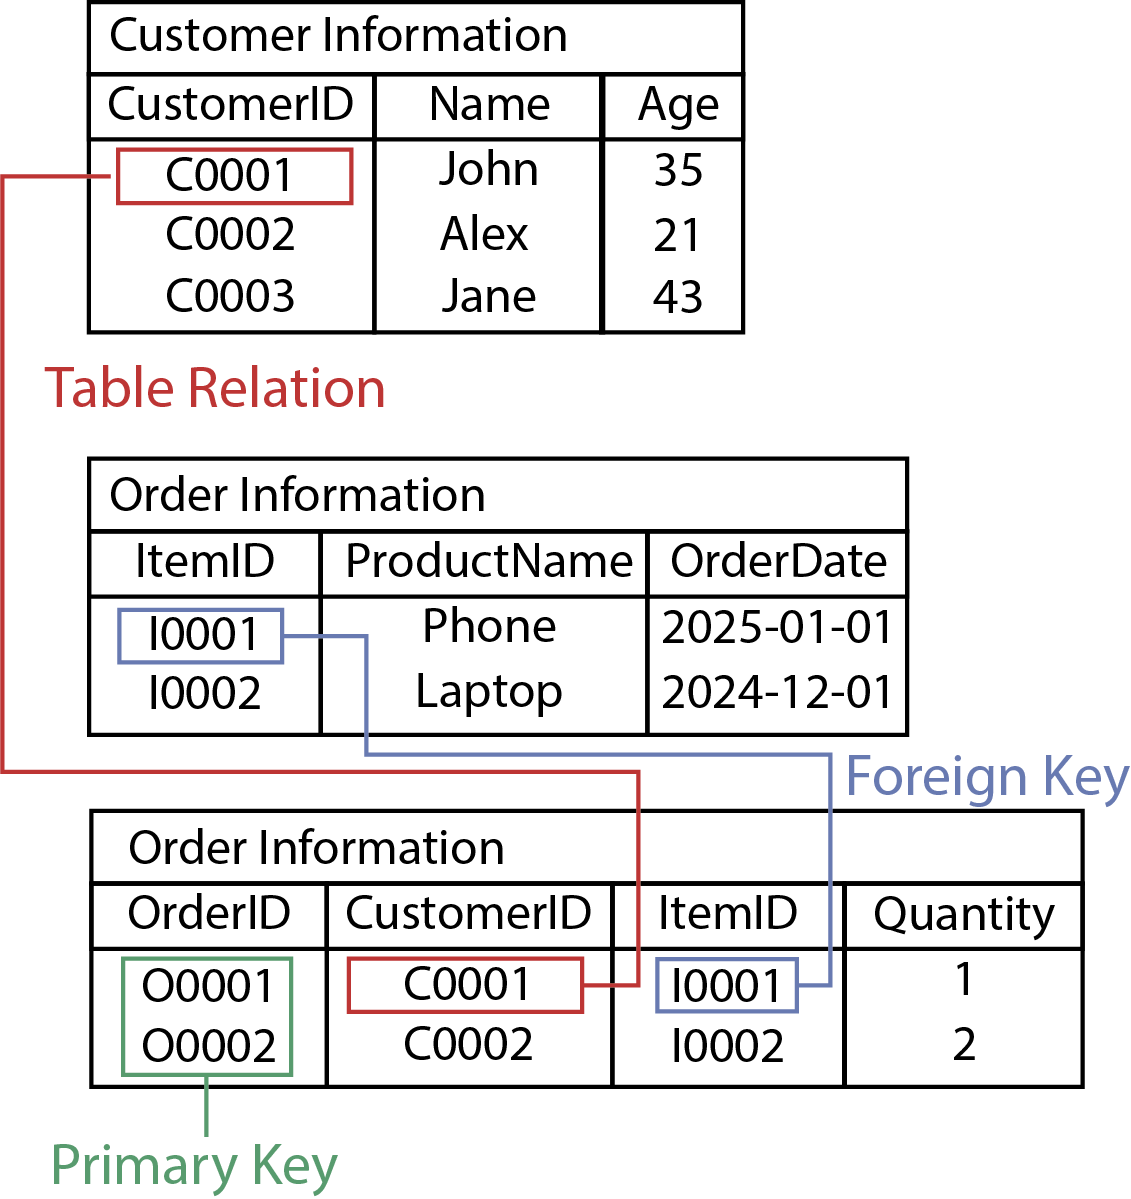 Customer Information
CustomerID Name Age
C0001 John 35
C0002 Alex 21
C0003 Jane 43
Table Relation
Order Information
ItemID ProductName OrderDate
I0001 Phone 2025-01-01
I0002 Laptop 2024-12-01
Foreign Key
Order Information
OrderID CustomerID ItemID Quantity
O0001 C0001 I0001 1
O0002 C0002 I0002 2
Primary Key